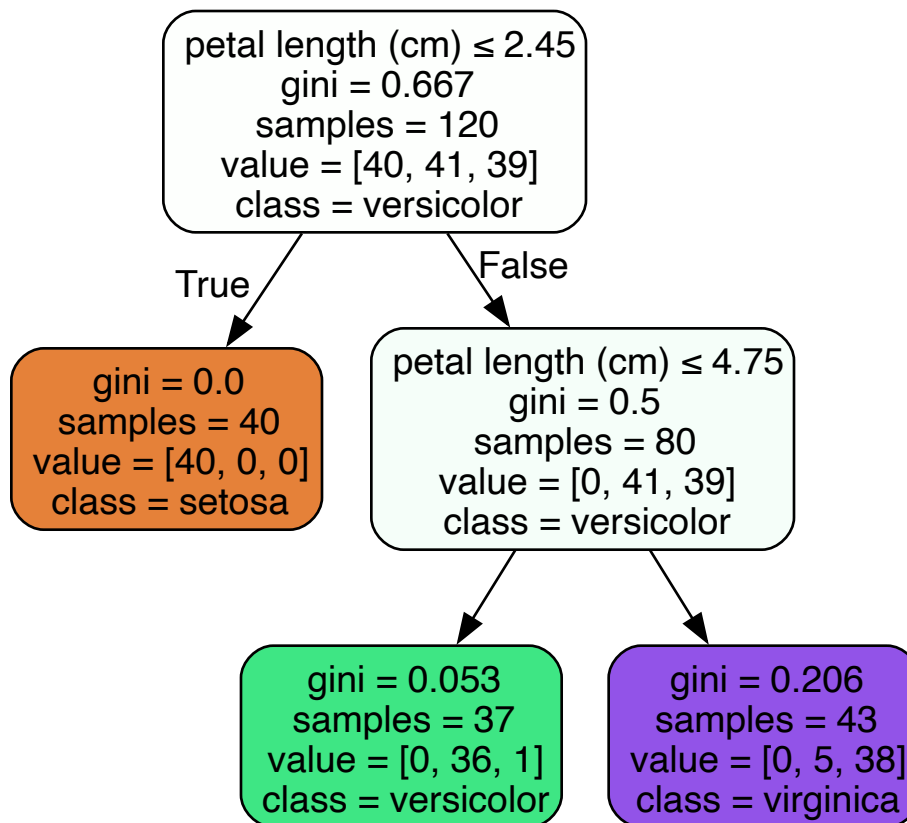 petal length (cm) ≤ 2.45
gini = 0.667
samples = 120
value = [40, 41, 39]
class = versicolor
True
False
gini = 0.0
samples = 40
value = [40, 0, 0]
class = setosa
petal length (cm) ≤ 4.75
gini = 0.5
samples = 80
value = [0, 41, 39]
class = versicolor
gini = 0.053
samples = 37
value = [0, 36, 1]
class = versicolor
gini = 0.206
samples = 43
value = [0, 5, 38]
class = virginica